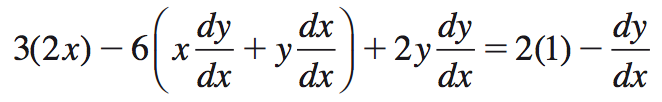 3(2x) − 6(x dy/dx + y dx/dx) + 2y dy/dx = 2(1) − dy/dx